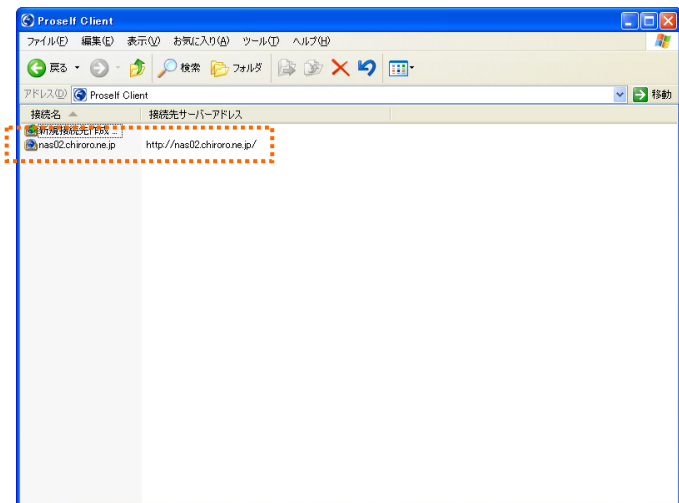 Proself Client
ファイル(F) 編集(E) 表示(V) お気に入り(A) ツール(T) ヘルプ(H)
戻る 検索 フォルダ
アドレス(D) Proself Client 移動
接続名 接続先サーバーアドレス
新規接続先作成...
nas02.chiroro.ne.jp http://nas02.chiroro.ne.jp/